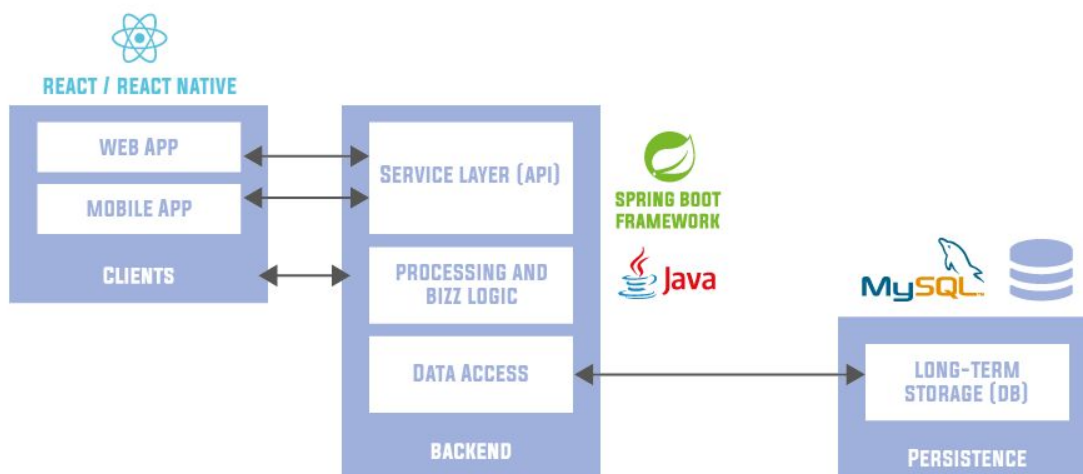 REACT / REACT NATIVE
WEB APP
MOBILE APP
CLIENTS
SERVICE LAYER (API)
PROCESSING AND
BIZZ LOGIC
DATA ACCESS
BACKEND
SPRING BOOT
FRAMEWORK
Java
MySQL
LONG-TERM
STORAGE (DB)
PERSISTENCE